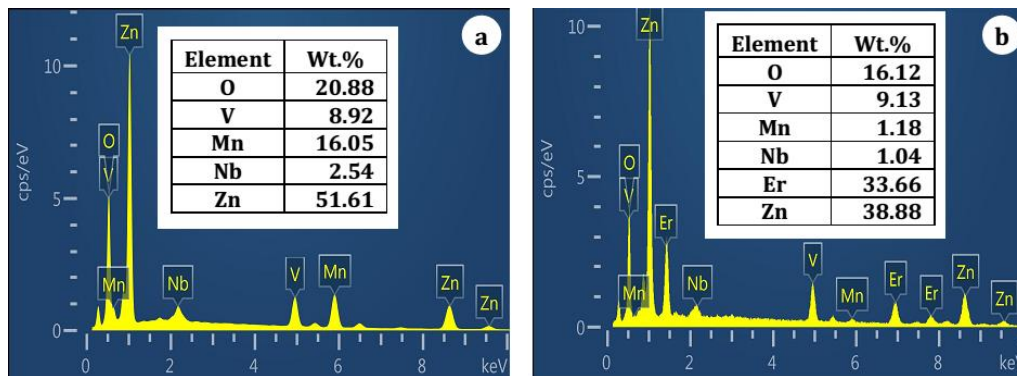 a
Zn
Element Wt.%
O 20.88
V 8.92
Mn 16.05
Nb 2.54
Zn 51.61
10
5
0
cps/eV
O
V
Mn
Nb
V
Mn
Zn
Zn
0 2 4 6 8 keV
b
Zn
Element Wt.%
O 16.12
V 9.13
Mn 1.18
Nb 1.04
Er 33.66
Zn 38.88
10
5
0
cps/eV
O
V
Mn
Er
Nb
V
Mn
Er
Er
Zn
Zn
0 2 4 6 8 keV